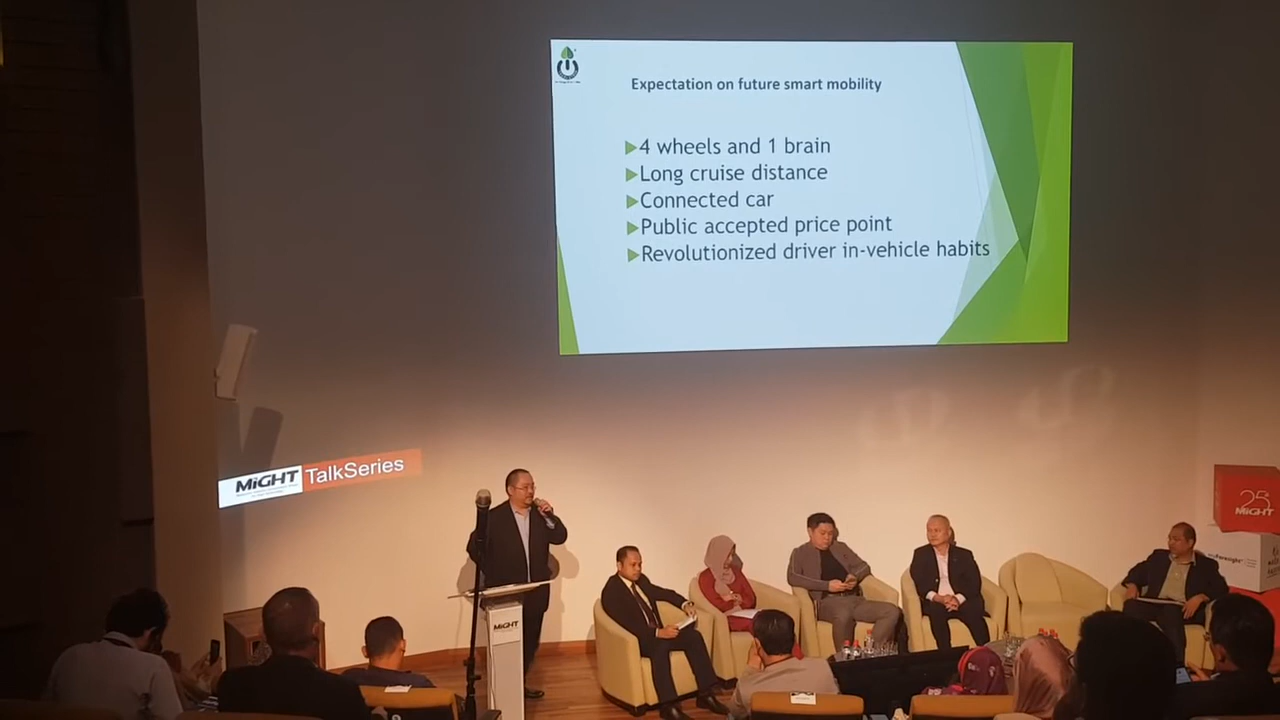 Expectation on future smart mobility
4 wheels and 1 brain
Long cruise distance
Connected car
Public accepted price point
Revolutionized driver in-vehicle habits
MiGHT TalkSeries
MiGHT
25
MiGHT
myForesight